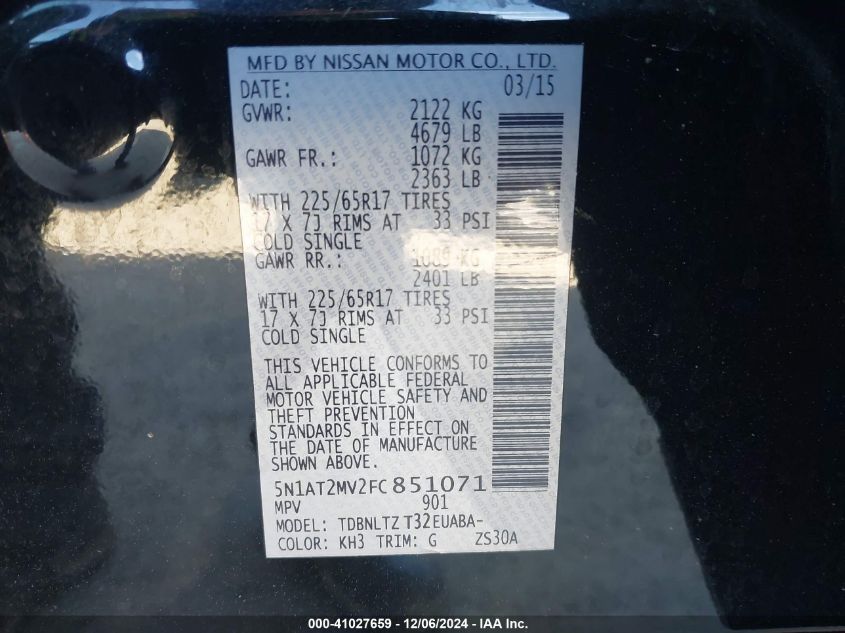 MFD BY NISSAN MOTOR CO., LTD.
DATE: 03/15
GVWR: 2122 KG
4679 LB
GAWR FR.: 1072 KG
2363 LB
WITH 225/65R17 TIRES
17 X 7J RIMS AT 33 PSI
COLD SINGLE
GAWR RR.: 1089 KG
2401 LB
WITH 225/65R17 TIRES
17 X 7J RIMS AT 33 PSI
COLD SINGLE
THIS VEHICLE CONFORMS TO
ALL APPLICABLE FEDERAL
MOTOR VEHICLE SAFETY AND
THEFT PREVENTION
STANDARDS IN EFFECT ON
THE DATE OF MANUFACTURE
SHOWN ABOVE.
5N1AT2MV2FC851071
MPV 901
MODEL: TDBNLTZ T32EUABA-
COLOR: KH3 TRIM: G ZS30A
000-41027659 - 12/06/2024 - IAA Inc.